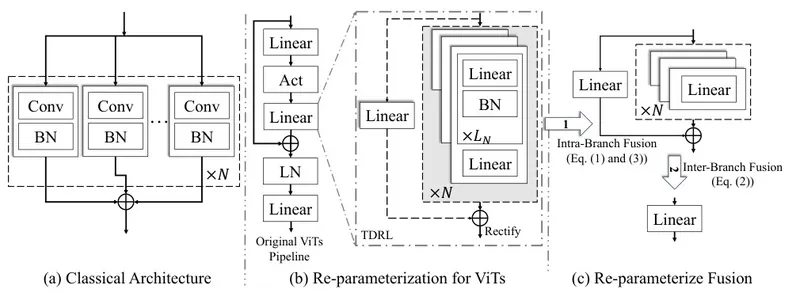 Conv
BN
Conv
BN
...
Conv
BN
×N
(a) Classical Architecture
Linear
Act
Linear
LN
Linear
Original ViTs
Pipeline
Linear
Linear
BN
×L_N
Linear
×N
Rectify
TDRL
(b) Re-parameterization for ViTs
1
Intra-Branch Fusion
(Eq. (1) and (3))
Linear
Linear
×N
2
Inter-Branch Fusion
(Eq. (2))
Linear
(c) Re-parameterize Fusion